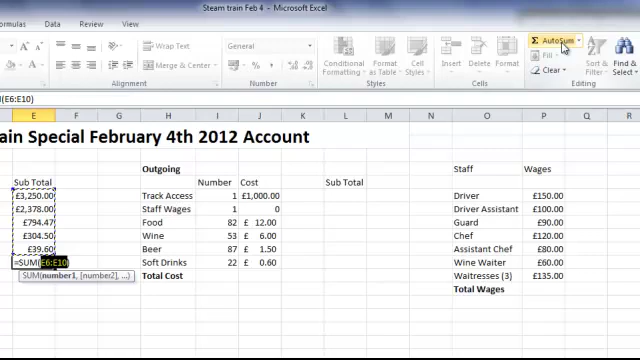 Steam train Feb 4 - Microsoft Excel
Formulas Data Review View
Wrap Text General AutoSum
Fill
Merge & Center Conditional Formatting Format as Table Cell Styles Insert Delete Format Clear Sort & Filter Find & Select
Alignment Number Styles Cells Editing
(E6:E10)
E F G H I J K L M N O P Q R
ain Special February 4th 2012 Account
Outgoing Staff Wages
Sub Total Number Cost Sub Total
£3,250.00 Track Access 1 £1,000.00 Driver £150.00
£2,378.00 Staff Wages 1 0 Driver Assistant £100.00
£794.47 Food 82 £ 12.00 Guard £90.00
£304.50 Wine 53 £ 6.00 Chef £120.00
£39.60 Beer 87 £ 1.50 Assistant Chef £80.00
=SUM(E6:E10) Soft Drinks 22 £ 0.60 Wine Waiter £60.00
SUM(number1, [number2], ...) Total Cost Waitresses (3) £135.00
Total Wages